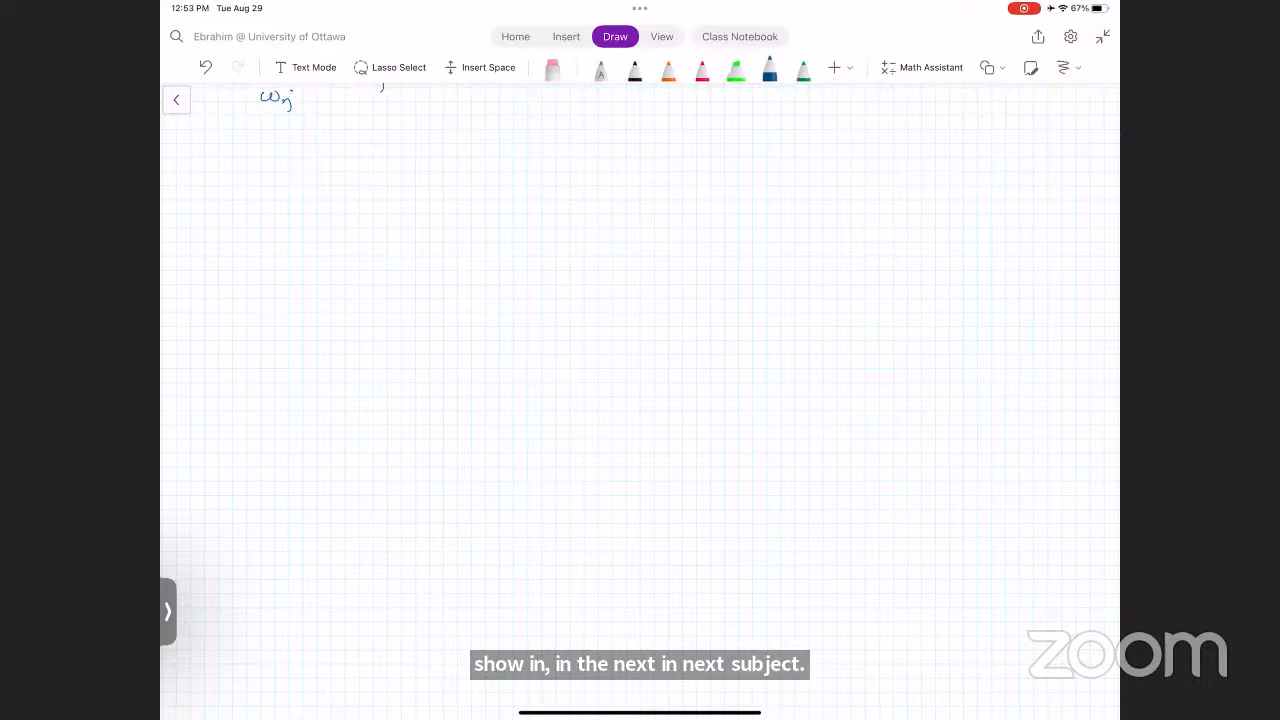 12:53 PM Tue Aug 29
67%
Ebrahim @ University of Ottawa
Home Insert Draw View Class Notebook
Text Mode Lasso Select Insert Space A Math Assistant
show in, in the next in next subject.
zoom